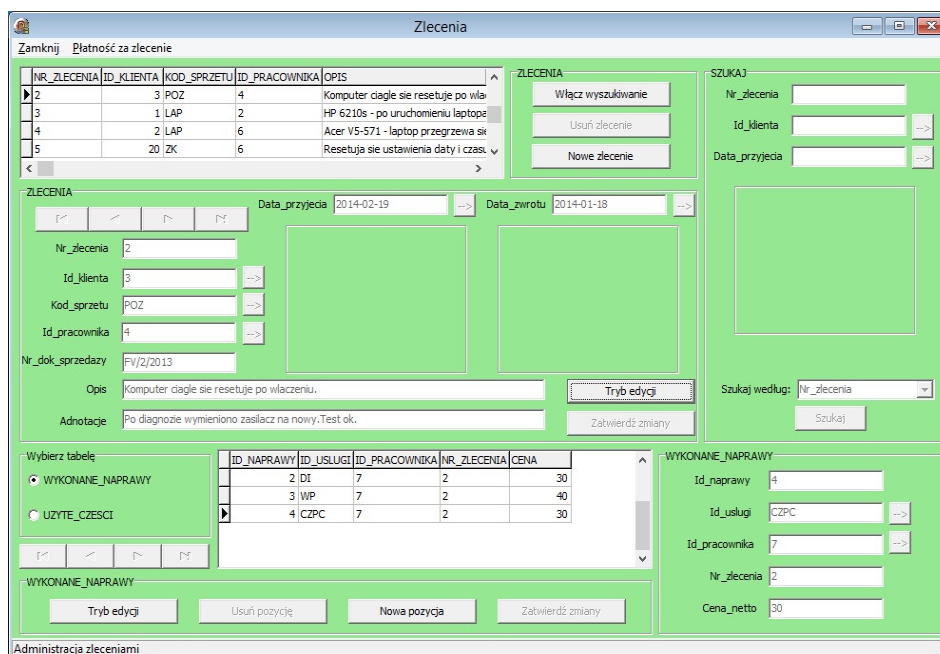 Zlecenia
Zamknij Płatność za zlecenie
NR_ZLECENIA ID_KLIENTA KOD_SPRZETU ID_PRACOWNIKA OPIS
2 3 POZ 4 Komputer ciagle sie resetuje po wla
3 1 LAP 2 HP 6210s - po uruchomieniu laptopa
4 2 LAP 6 Acer V5-571 - laptop przegrzewa sie
5 20 ZK 6 Resetuja sie ustawienia daty i czasu
ZLECENIA
Włącz wyszukiwanie
Usuń zlecenie
Nowe zlecenie
SZUKAJ
Nr_zlecenia
Id_klienta -->
Data_przyjecia -->
Szukaj według: Nr_zlecenia
Szukaj
ZLECENIA
Data_przyjecia 2014-02-19 --> Data_zwrotu 2014-01-18 -->
Nr_zlecenia 2
Id_klienta 3 -->
Kod_sprzetu POZ -->
Id_pracownika 4 -->
Nr_dok_sprzedazy FV/2/2013
Opis Komputer ciagle sie resetuje po wlaczeniu.
Tryb edycji
Adnotacje Po diagnozie wymieniono zasilacz na nowy.Test ok.
Zatwierdź zmiany
Wybierz tabelę
WYKONANE_NAPRAWY
UZYTE_CZESCI
ID_NAPRAWY ID_USLUGI ID_PRACOWNIKA NR_ZLECENIA CENA
2 DI 7 2 30
3 WP 7 2 40
4 CZPC 7 2 30
WYKONANE_NAPRAWY
Id_naprawy 4
Id_uslugi CZPC -->
Id_pracownika 7 -->
Nr_zlecenia 2
Cena_netto 30
WYKONANE_NAPRAWY
Tryb edycji Usuń pozycję Nowa pozycja Zatwierdź zmiany
Administracja zleceniami